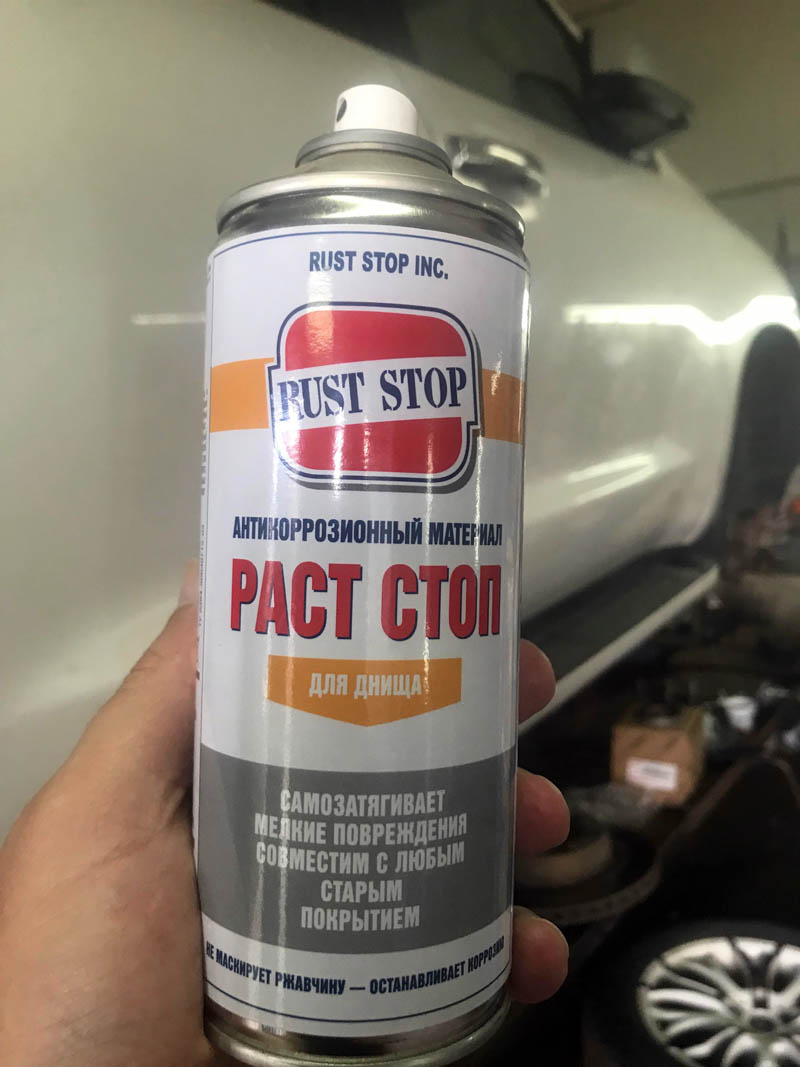 RUST STOP INC.
RUST STOP
АНТИКОРРОЗИОННЫЙ МАТЕРИАЛ
РАСТ СТОП
ДЛЯ ДНИЩА
САМОЗАТЯГИВАЕТ
МЕЛКИЕ ПОВРЕЖДЕНИЯ
СОВМЕСТИМ С ЛЮБЫМ
СТАРЫМ
ПОКРЫТИЕМ
НЕ МАСКИРУЕТ РЖАВЧИНУ — ОСТАНАВЛИВАЕТ КОРРОЗИЮ